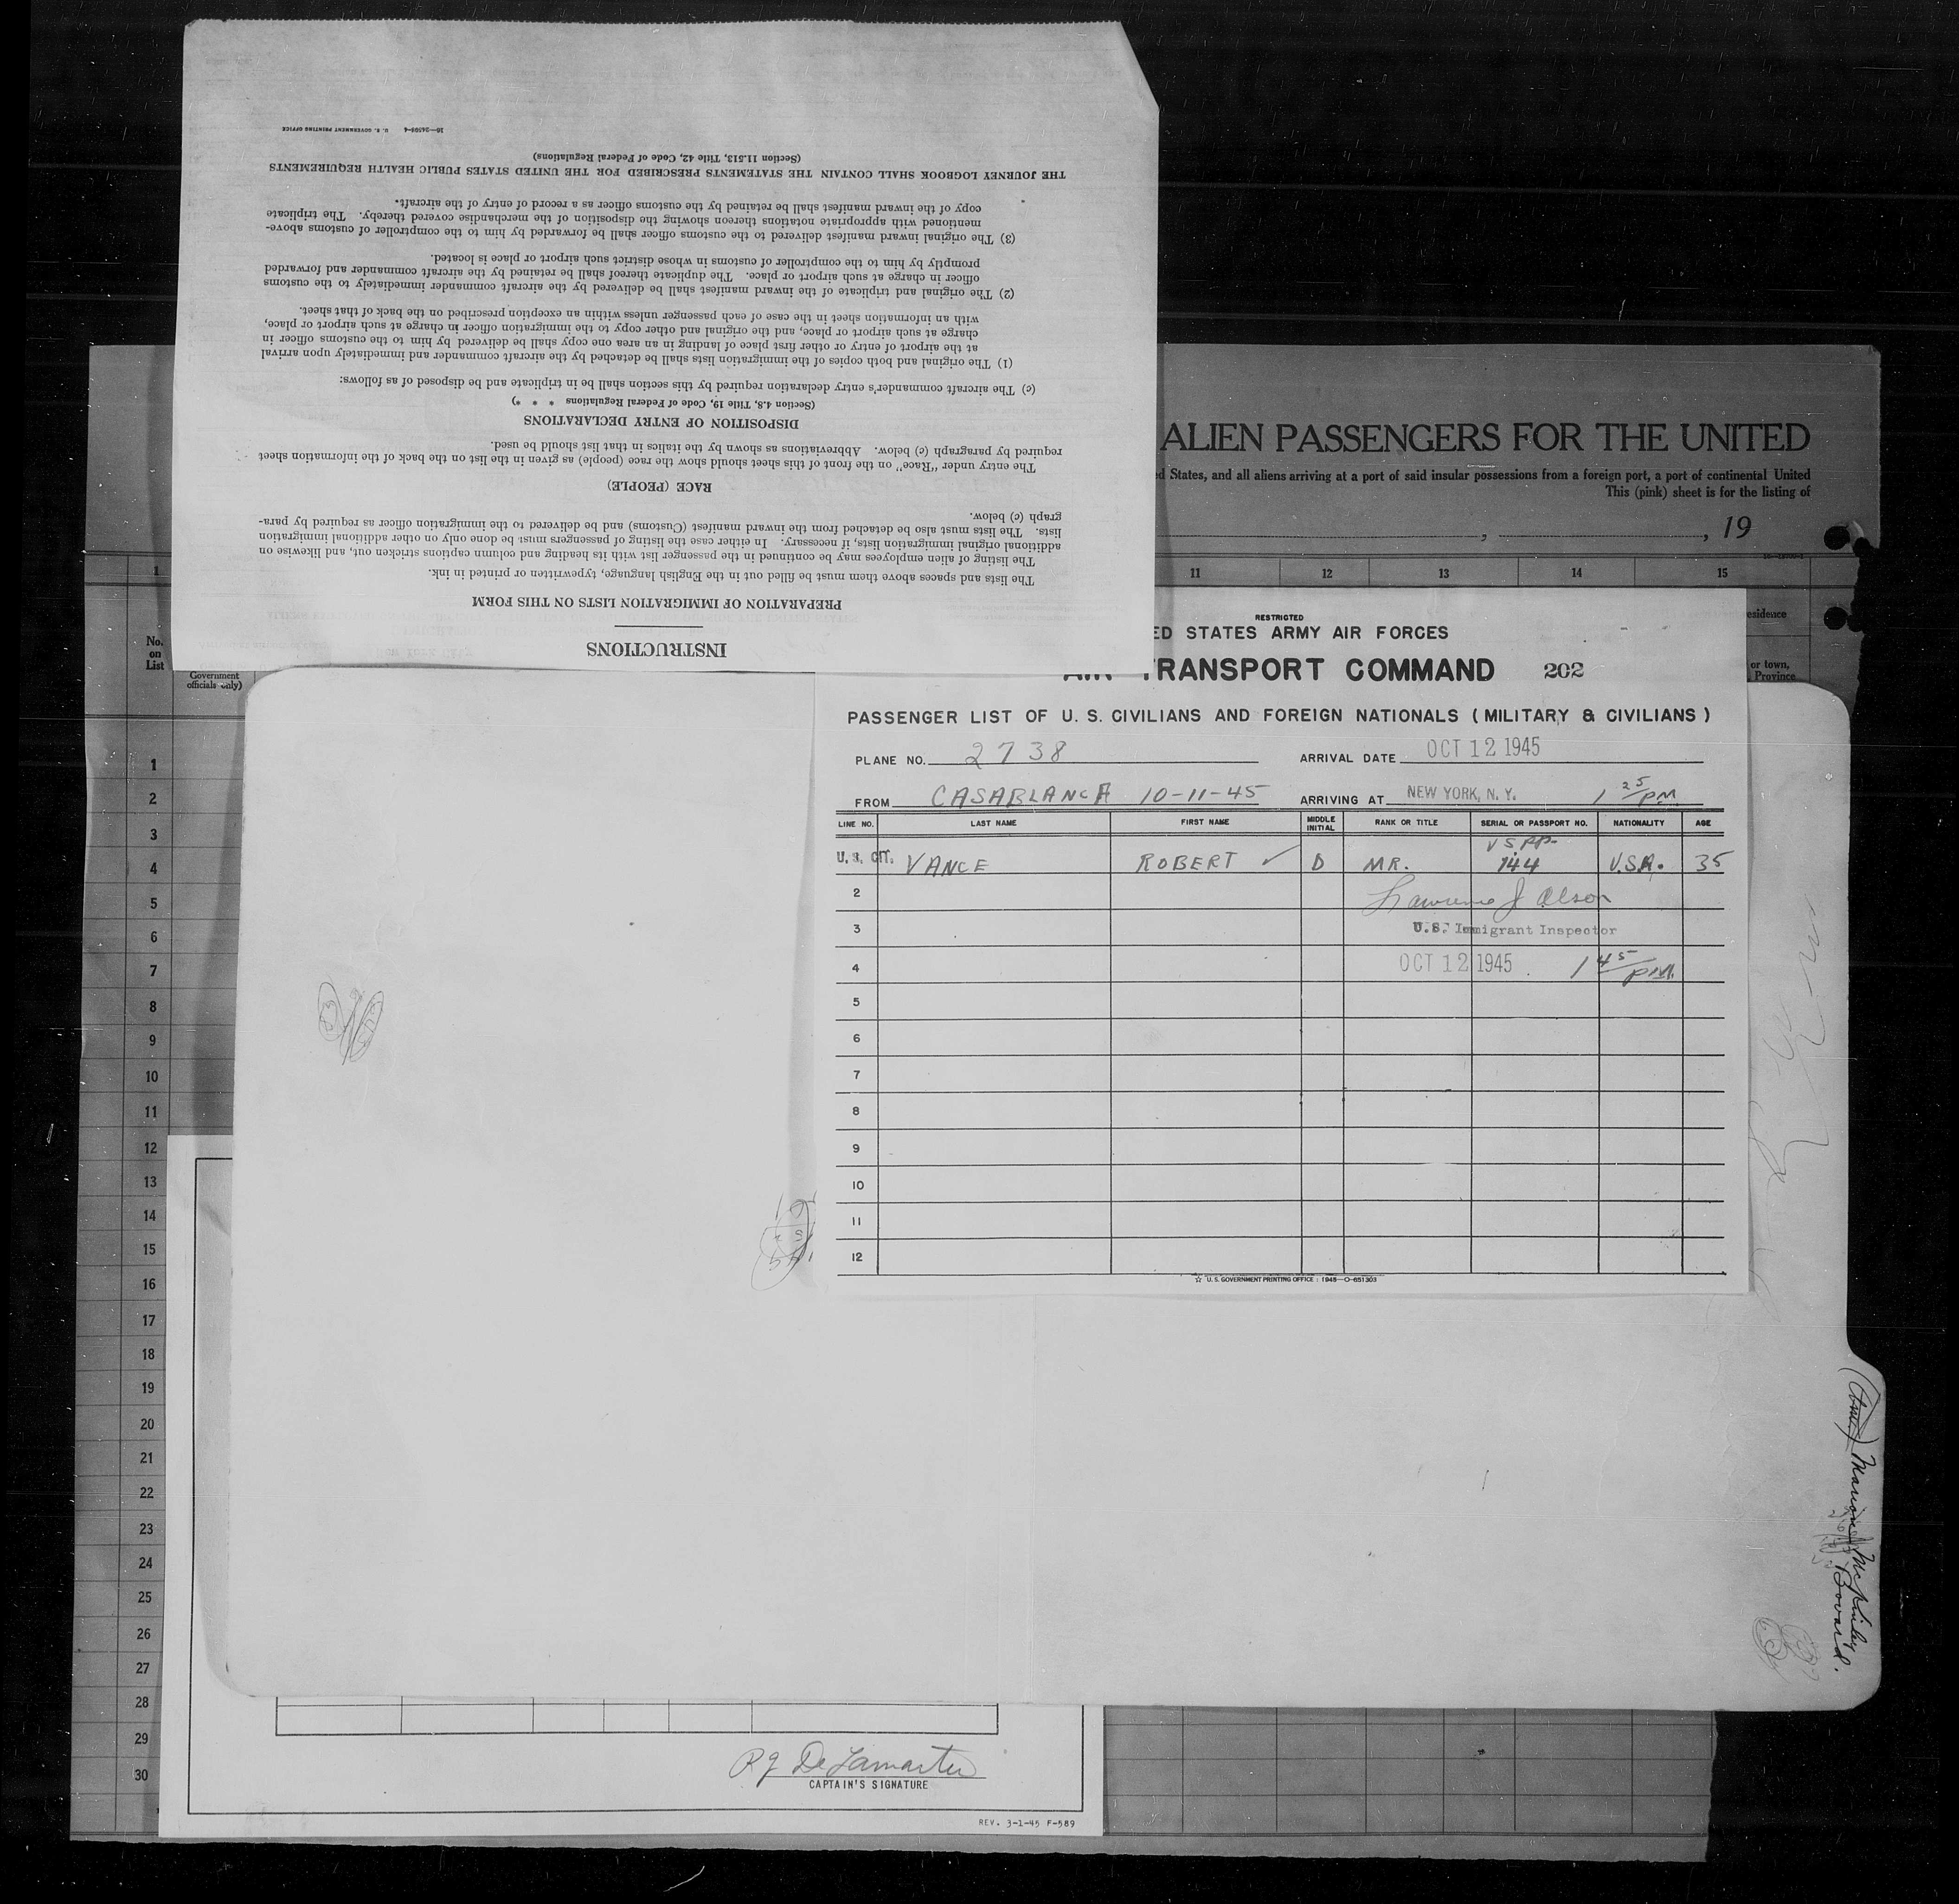 INSTRUCTIONS
PREPARATION OF IMMIGRATION LISTS ON THIS FORM
The lists and spaces above them must be filled out in the English language, typewritten or printed in ink.
The listing of alien employees may be continued in the passenger list with its heading and column captions stricken out, and likewise on
additional original immigration lists, if necessary. In either case the listing of passengers must be done only on other additional immigration
lists. The lists must also be detached from the inward manifest (Customs) and be delivered to the immigration officer as required by para-
graph (c) below.
RACE (PEOPLE)
The entry under "Race" on the front of this sheet should show the race (people) as given in the list on the back of the information sheet
required by paragraph (c) below. Abbreviations as shown by the italics in that list should be used.
DISPOSITION OF ENTRY DECLARATIONS
(Section 4.8, Title 19, Code of Federal Regulations * * *)
(c) The aircraft commander's entry declaration required by this section shall be in triplicate and be disposed of as follows:
(1) The original and both copies of the immigration lists shall be detached by the aircraft commander and immediately upon arrival
at the airport of entry or other first place of landing in an area one copy shall be delivered by him to the customs officer in
charge at such airport or place, and the original and other copy to the immigration officer in charge at such airport or place,
with an information sheet in the case of each passenger unless within an exception prescribed on the back of that sheet.
(2) The original and triplicate of the inward manifest shall be delivered by the aircraft commander immediately to the customs
officer in charge at such airport or place. The duplicate thereof shall be retained by the aircraft commander and forwarded
promptly by him to the comptroller of customs in whose district such airport or place is located.
(3) The original inward manifest delivered to the customs officer shall be forwarded by him to the comptroller of customs above-
mentioned with appropriate notations thereon showing the disposition of the merchandise covered thereby. The triplicate
copy of the inward manifest shall be retained by the customs officer as a record of entry of the aircraft.
THE JOURNEY LOGBOOK SHALL CONTAIN THE STATEMENTS PRESCRIBED FOR THE UNITED STATES PUBLIC HEALTH REQUIREMENTS
(Section 11.513, Title 42, Code of Federal Regulations)
16—24598-4 U. S. GOVERNMENT PRINTING OFFICE
ALIEN PASSENGERS FOR THE UNITED
States, and all aliens arriving at a port of said insular possessions from a foreign port, a port of continental United
This (pink) sheet is for the listing of
, , 19
1 11 12 13 14 15
No. on List
Government officials only)
or town,
Province
RESTRICTED
STATES ARMY AIR FORCES
AIR TRANSPORT COMMAND 202
PASSENGER LIST OF U. S. CIVILIANS AND FOREIGN NATIONALS (MILITARY & CIVILIANS)
PLANE NO. 2738 ARRIVAL DATE OCT 12 1945
FROM CASABLANCA 10-11-45 ARRIVING AT NEW YORK, N. Y. 1 25/PM
LINE NO. LAST NAME FIRST NAME MIDDLE INITIAL RANK OR TITLE SERIAL OR PASSPORT NO. NATIONALITY AGE
U.S. CIT. VANCE ROBERT ✓ D MR. USPP- 144 U.S.A. 35
2 Lawrence J Olson
3 U.S. Immigrant Inspector
4 OCT 12 1945 1 45/PM.
5
6
7
8
9
10
11
12
☆ U. S. GOVERNMENT PRINTING OFFICE : 1945—O-651303
1
2
3
4
5
6
7
8
9
10
11
12
13
14
15
16
17
18
19
20
21
22
23
24
25
26
27
28
29
30
Marion McKinley
Bovard.
R J DeLamarter
CAPTAIN'S SIGNATURE
REV. 3-1-45 F-589